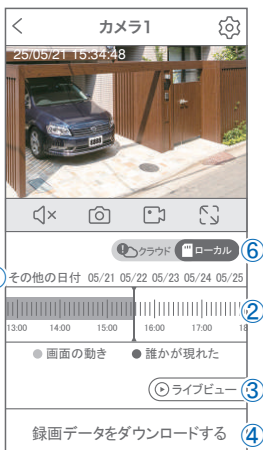 カメラ1
25/05/21 15:34:48
クラウド ローカル ⑥
その他の日付 05/21 05/22 05/23 05/24 05/25
②
13:00 14:00 15:00 16:00 17:00 18
画面の動き 誰かが現れた
ライブビュー ③
録画データをダウンロードする ④